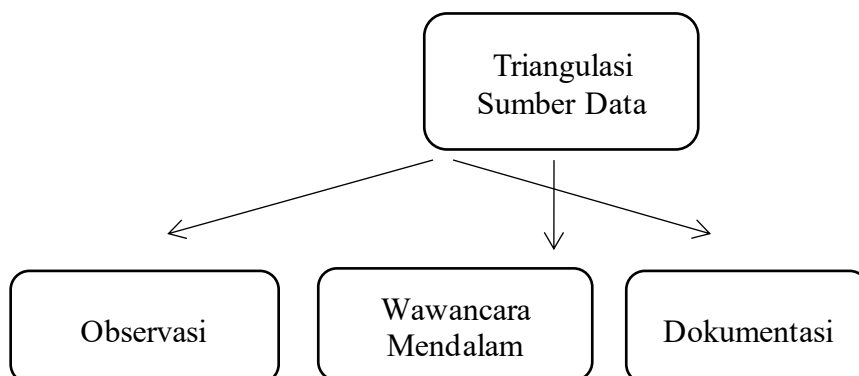 Triangulasi
Sumber Data
Observasi
Wawancara
Mendalam
Dokumentasi